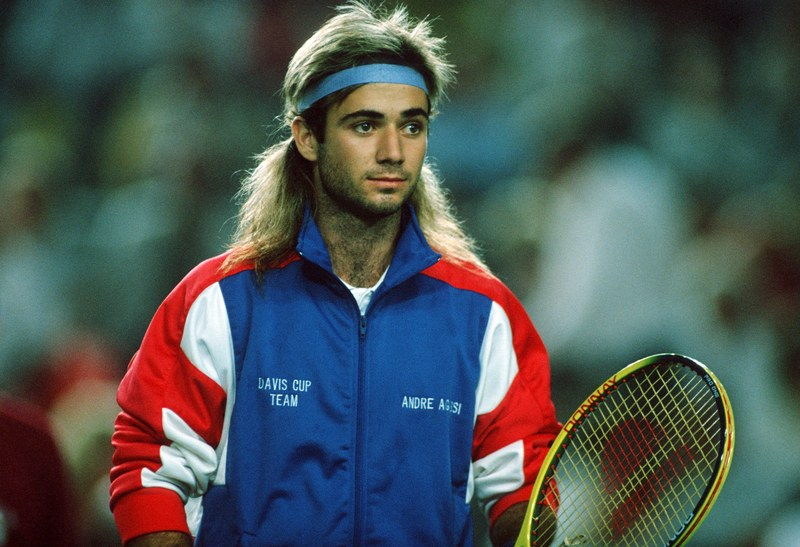 DAVIS CUP
TEAM
ANDRE AGASSI
DONNAY